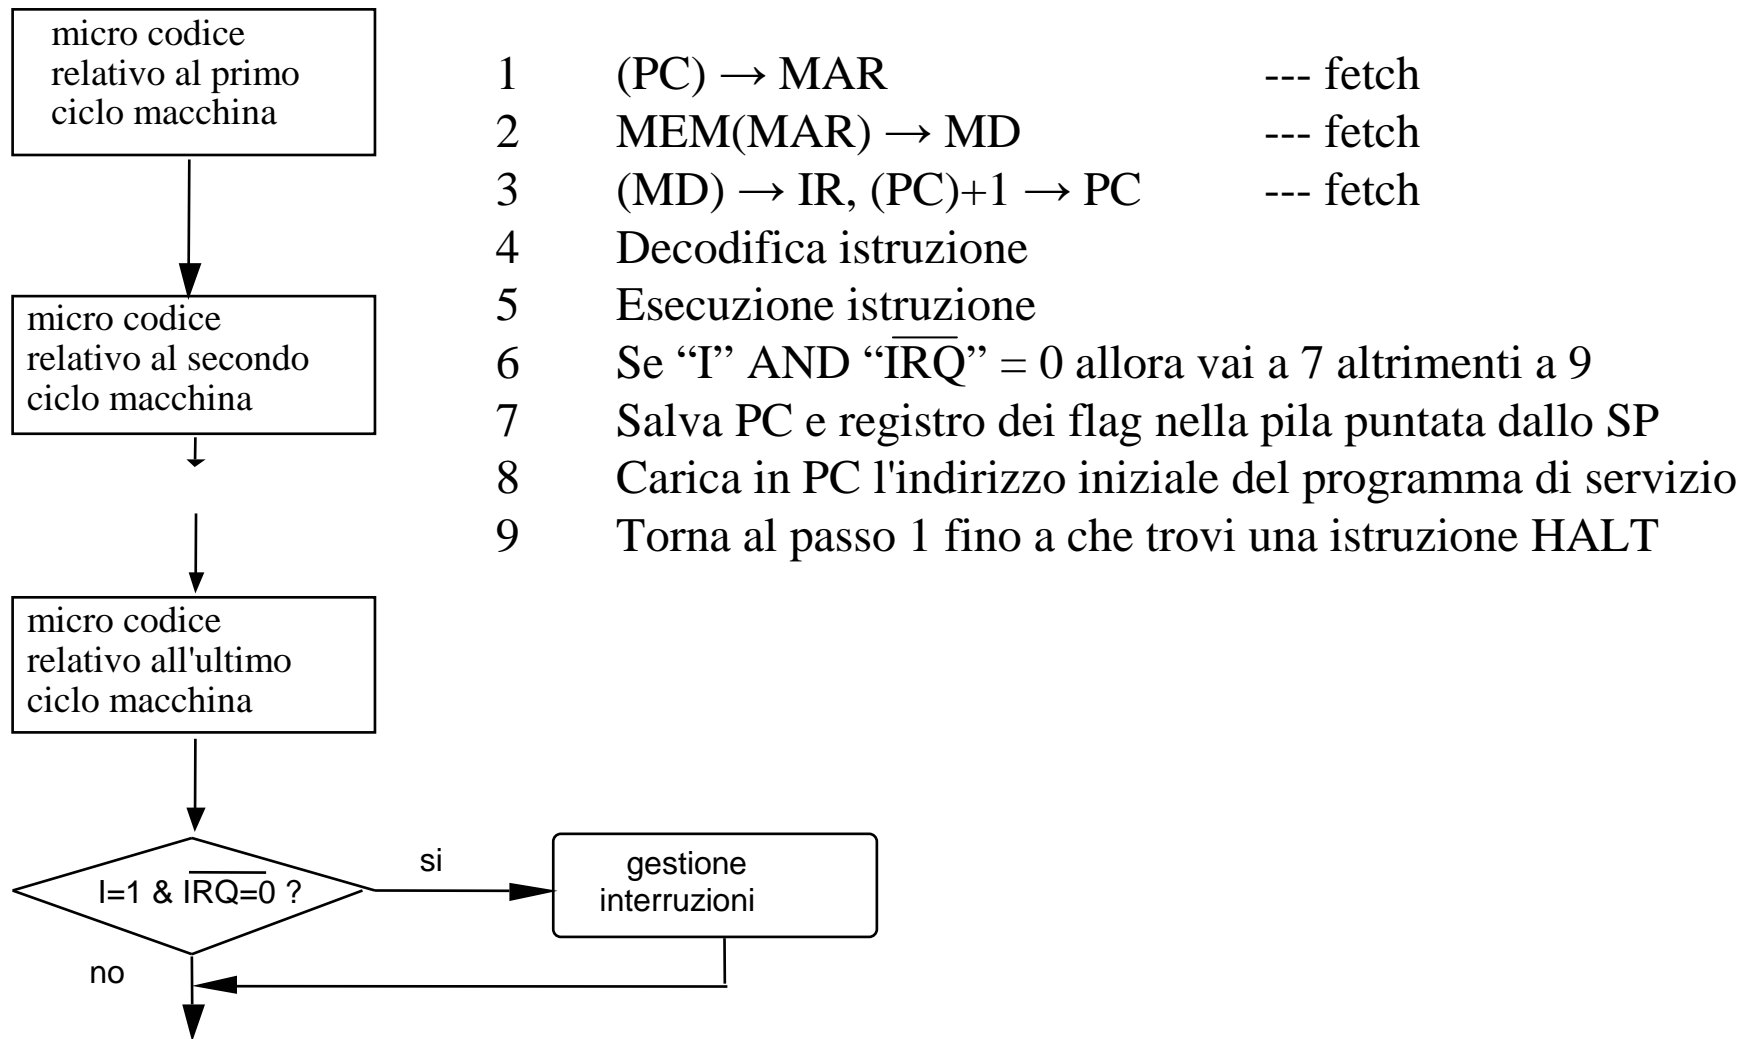 micro codice
relativo al primo
ciclo macchina
micro codice
relativo al secondo
ciclo macchina
micro codice
relativo all'ultimo
ciclo macchina
I=1 & I̅R̅Q̅=̅0̅ ?
si
gestione
interruzioni
no
1 (PC) → MAR --- fetch
2 MEM(MAR) → MD --- fetch
3 (MD) → IR, (PC)+1 → PC --- fetch
4 Decodifica istruzione
5 Esecuzione istruzione
6 Se “I” AND “I̅R̅Q̅” = 0 allora vai a 7 altrimenti a 9
7 Salva PC e registro dei flag nella pila puntata dallo SP
8 Carica in PC l'indirizzo iniziale del programma di servizio
9 Torna al passo 1 fino a che trovi una istruzione HALT